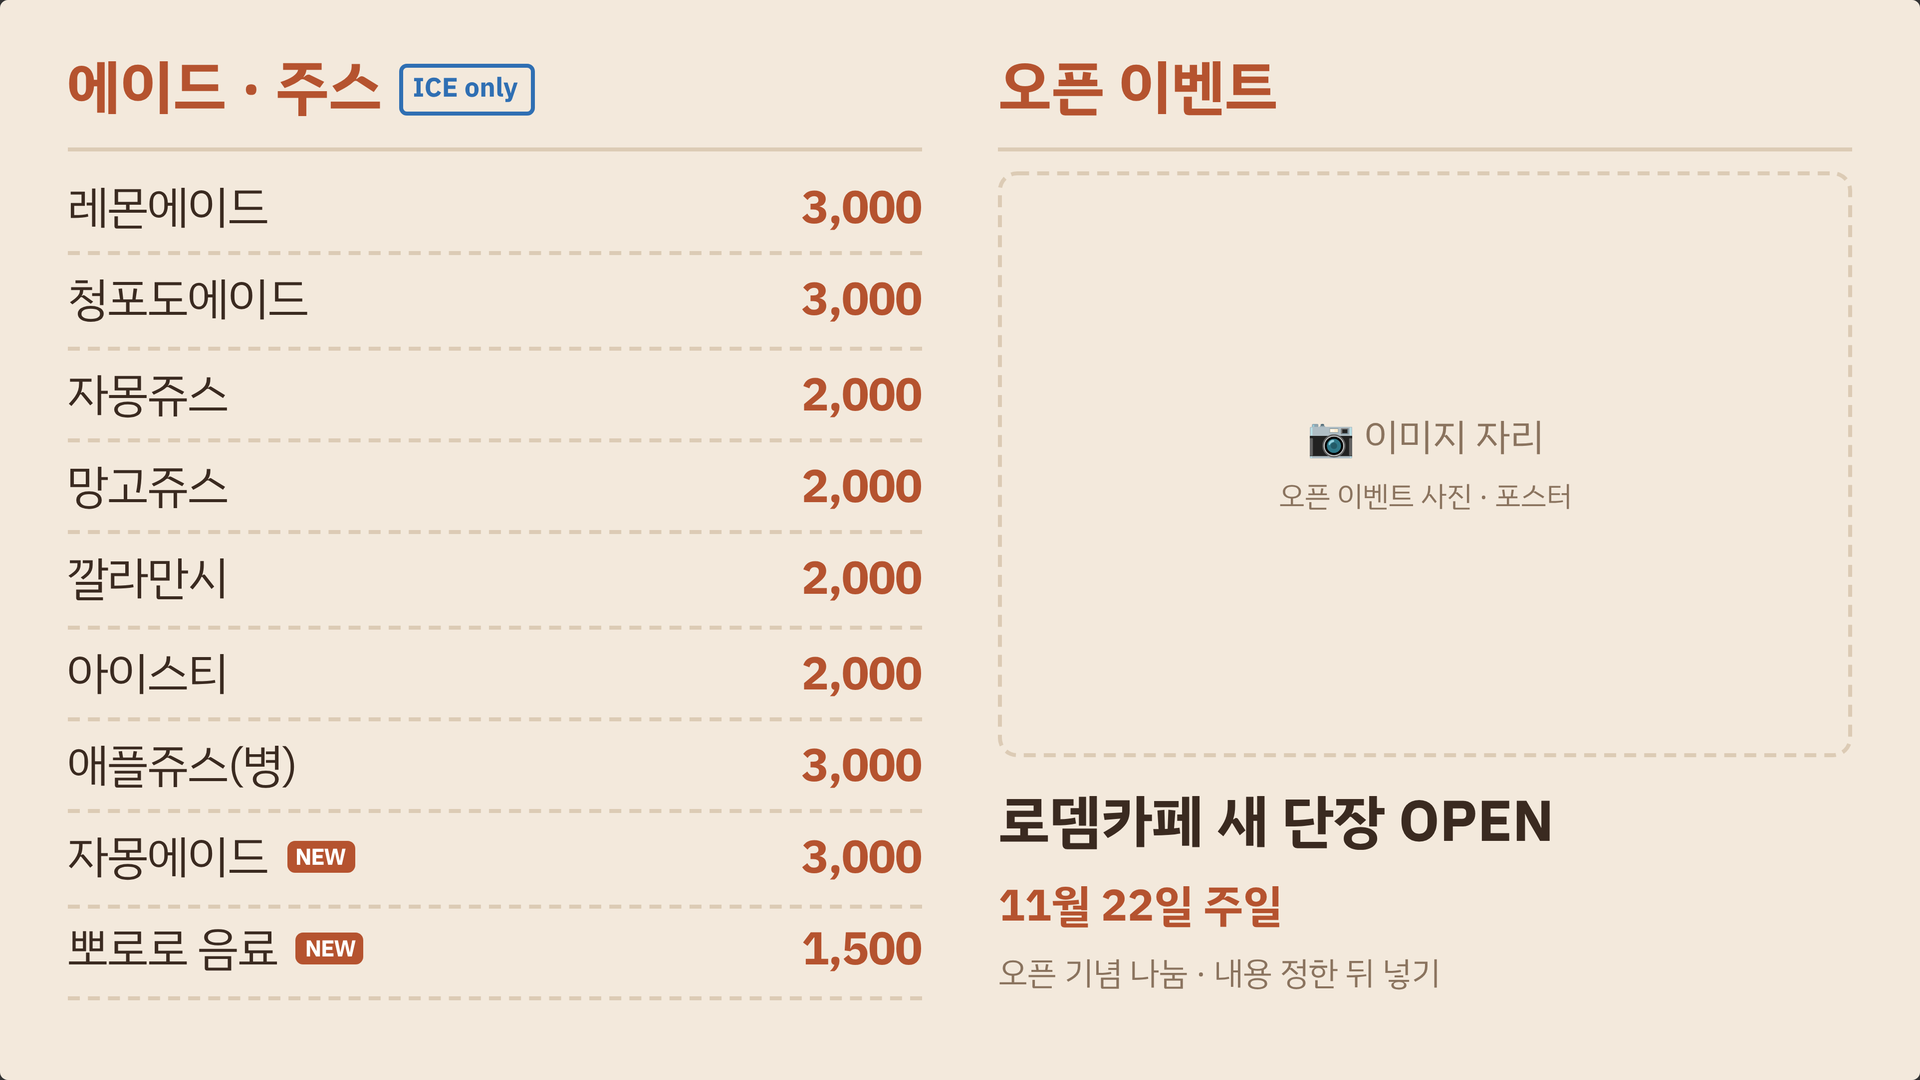 에이드 · 주스 ICE only
레몬에이드 3,000
청포도에이드 3,000
자몽쥬스 2,000
망고쥬스 2,000
깔라만시 2,000
아이스티 2,000
애플쥬스(병) 3,000
자몽에이드 NEW 3,000
뽀로로 음료 NEW 1,500
오픈 이벤트
📷 이미지 자리
오픈 이벤트 사진 · 포스터
로뎀카페 새 단장 OPEN
11월 22일 주일
오픈 기념 나눔 · 내용 정한 뒤 넣기